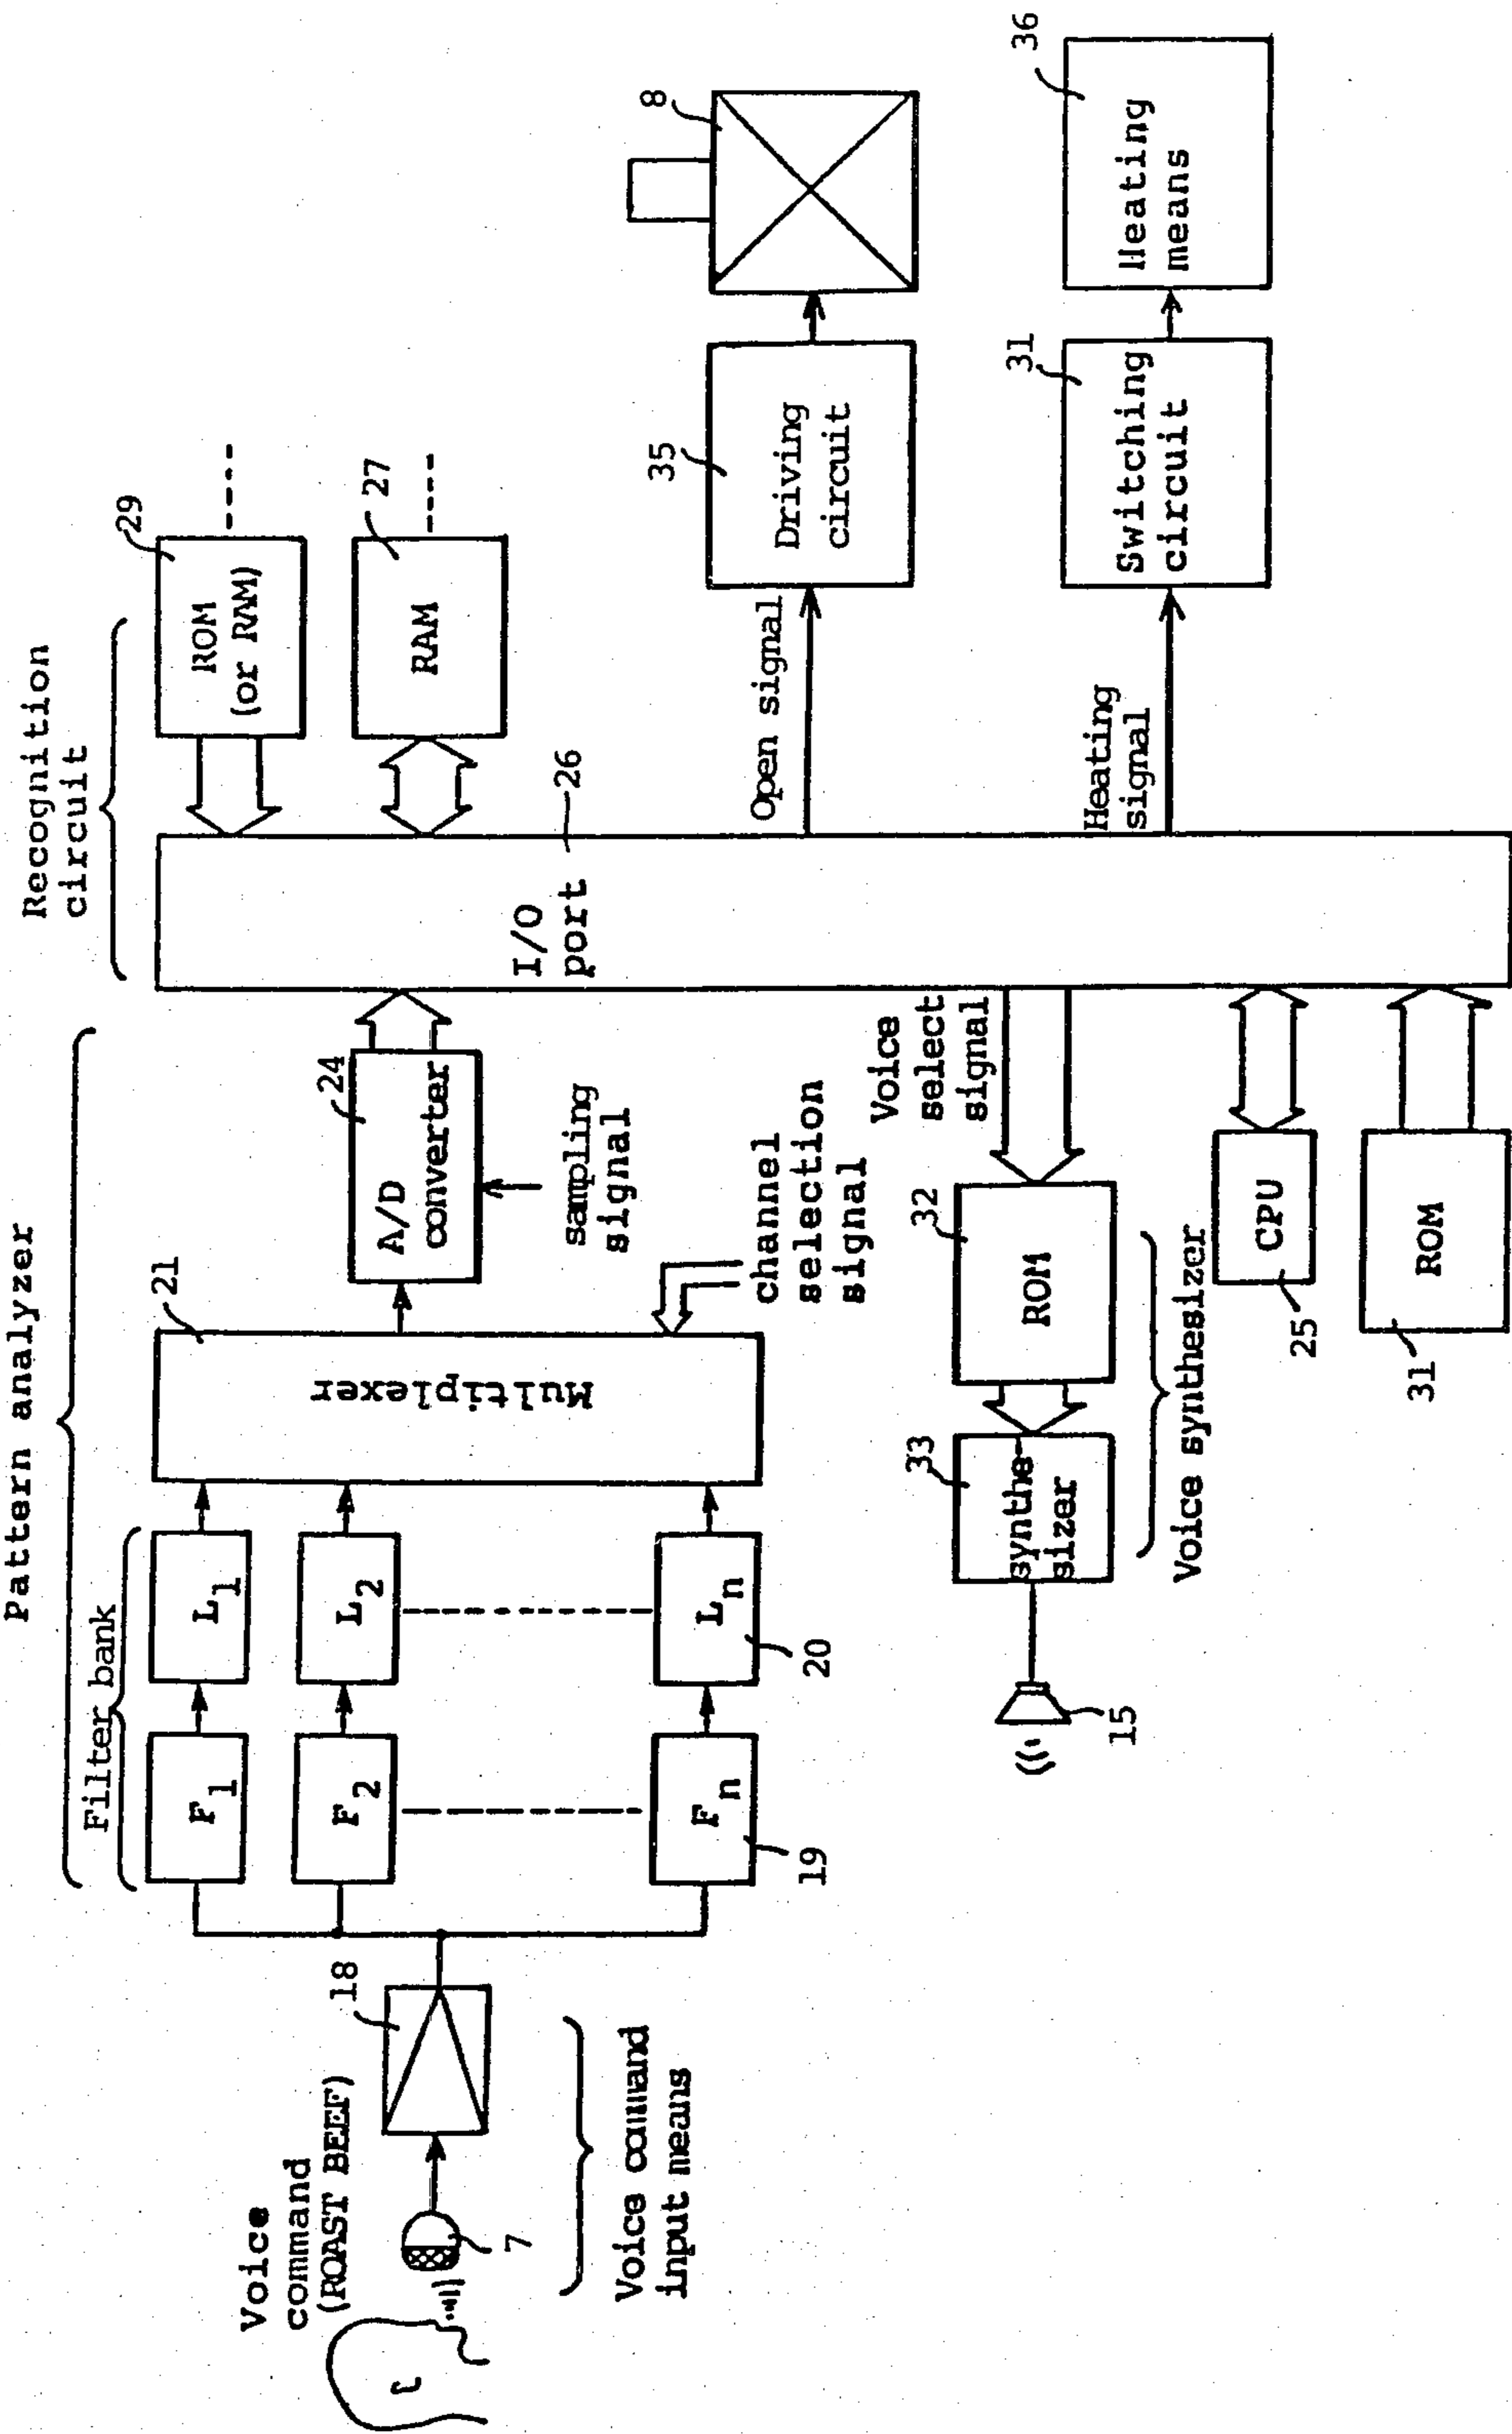 Pattern analyzer
Recognition
circuit
Filter bank
Voice
command
(ROAST BEEF)
7
Voice command
input means
18
F1
L1
F2
L2
Fn
Ln
19
20
21
Multiplexer
channel
selection
signal
24
A/D
converter
sampling
signal
I/O
port
26
29
ROM
(or RAM)
27
RAM
Open signal
35
Driving
circuit
8
Heating
signal
31
Switching
circuit
36
Heating
means
Voice
select
signal
32
ROM
33
synthe-
sizer
15
Voice synthesizer
CPU
25
ROM
31